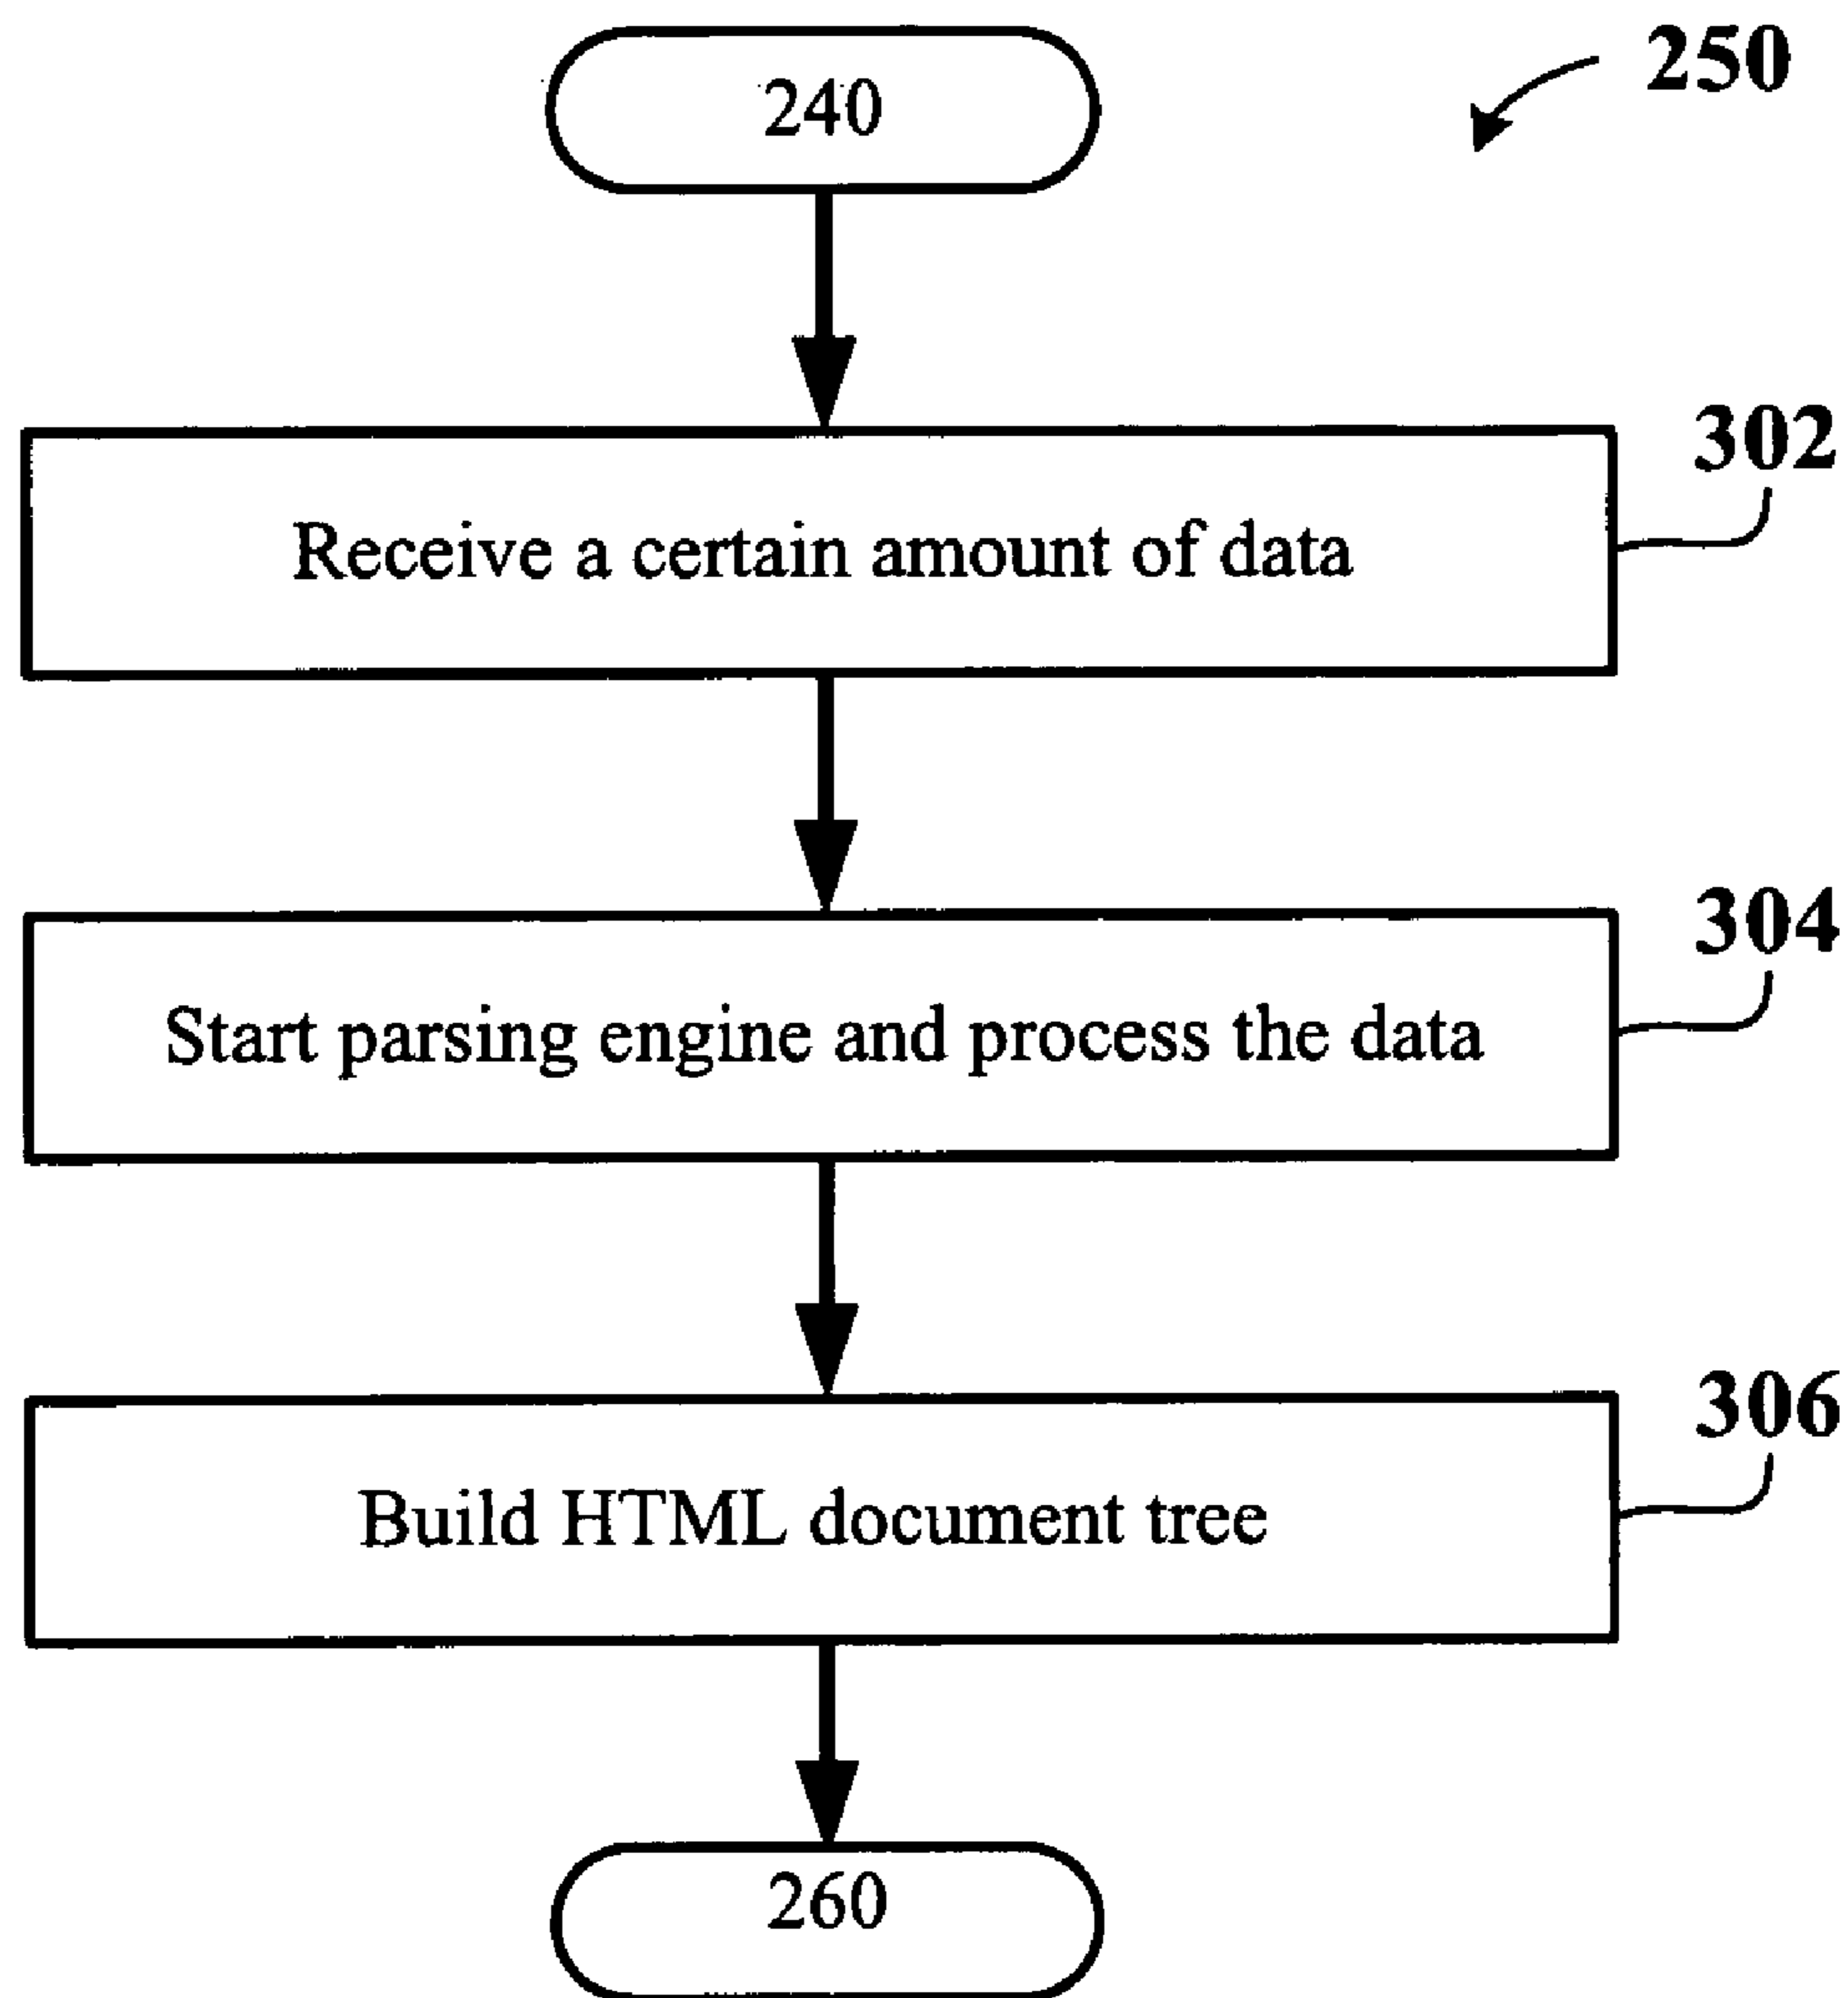 240
250
302
Receive a certain amount of data
304
Start parsing engine and process the data
306
Build HTML document tree
260